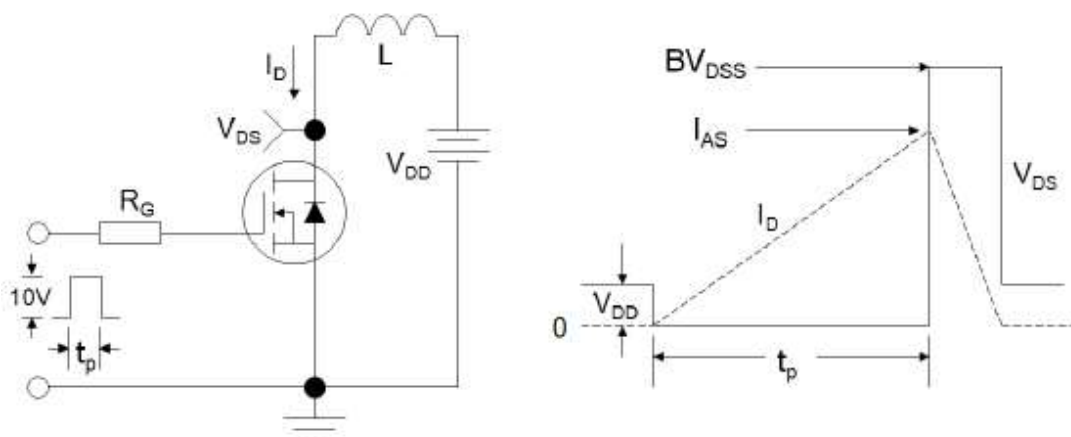 L
I_D
V_DS
V_DD
R_G
10V
t_p
BV_DSS
I_AS
V_DS
I_D
V_DD
0
t_p